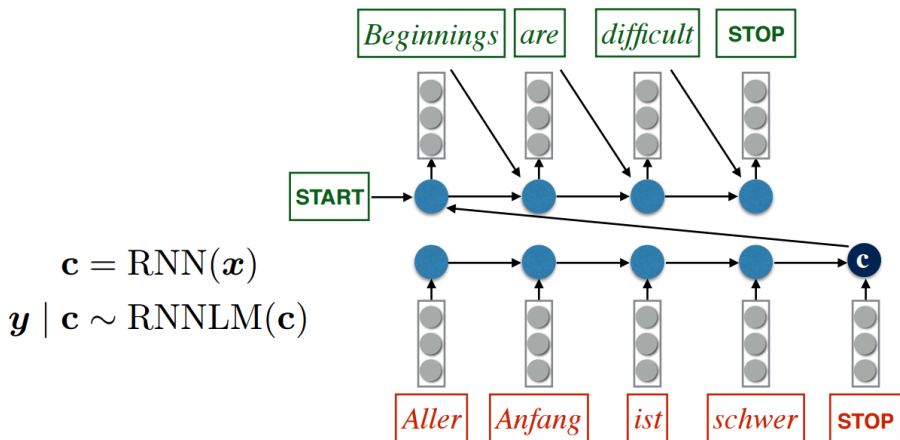 Beginnings are difficult STOP
START
c
c = RNN(x)
y | c ∼ RNNLM(c)
Aller Anfang ist schwer STOP